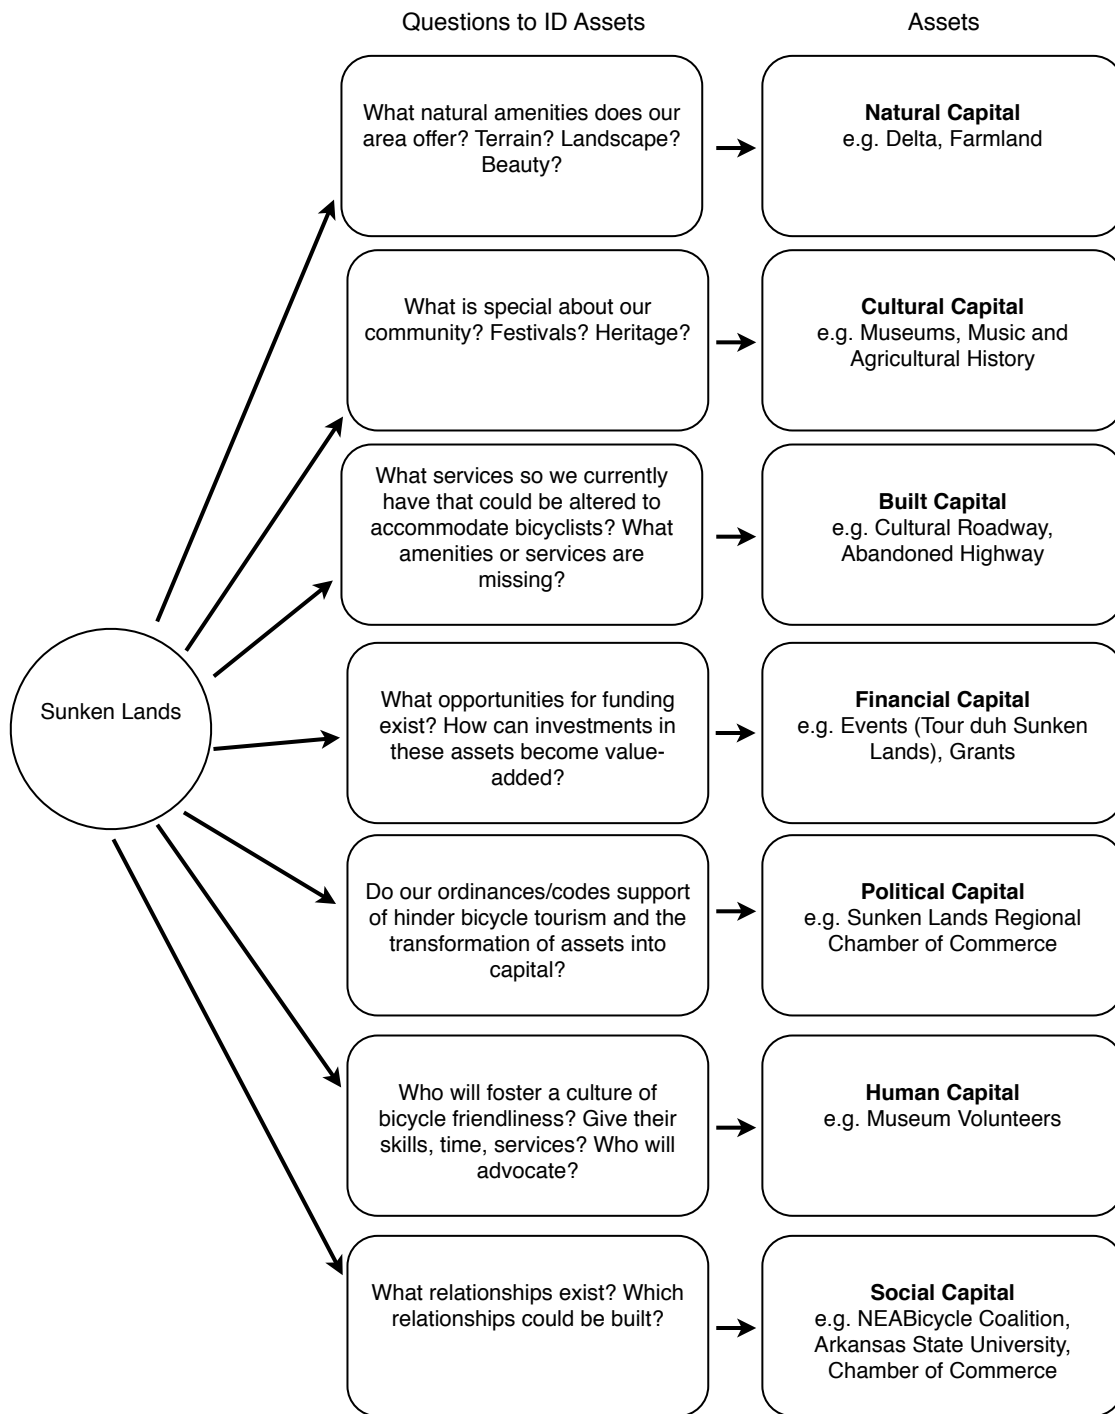 Questions to ID Assets
Assets
What natural amenities does our
area offer? Terrain? Landscape?
Beauty?
Natural Capital
e.g. Delta, Farmland
What is special about our
community? Festivals? Heritage?
Cultural Capital
e.g. Museums, Music and
Agricultural History
What services so we currently
have that could be altered to
accommodate bicyclists? What
amenities or services are
missing?
Built Capital
e.g. Cultural Roadway,
Abandoned Highway
Sunken Lands
What opportunities for funding
exist? How can investments in
these assets become value-
added?
Financial Capital
e.g. Events (Tour duh Sunken
Lands), Grants
Do our ordinances/codes support
of hinder bicycle tourism and the
transformation of assets into
capital?
Political Capital
e.g. Sunken Lands Regional
Chamber of Commerce
Who will foster a culture of
bicycle friendliness? Give their
skills, time, services? Who will
advocate?
Human Capital
e.g. Museum Volunteers
What relationships exist? Which
relationships could be built?
Social Capital
e.g. NEABicycle Coalition,
Arkansas State University,
Chamber of Commerce